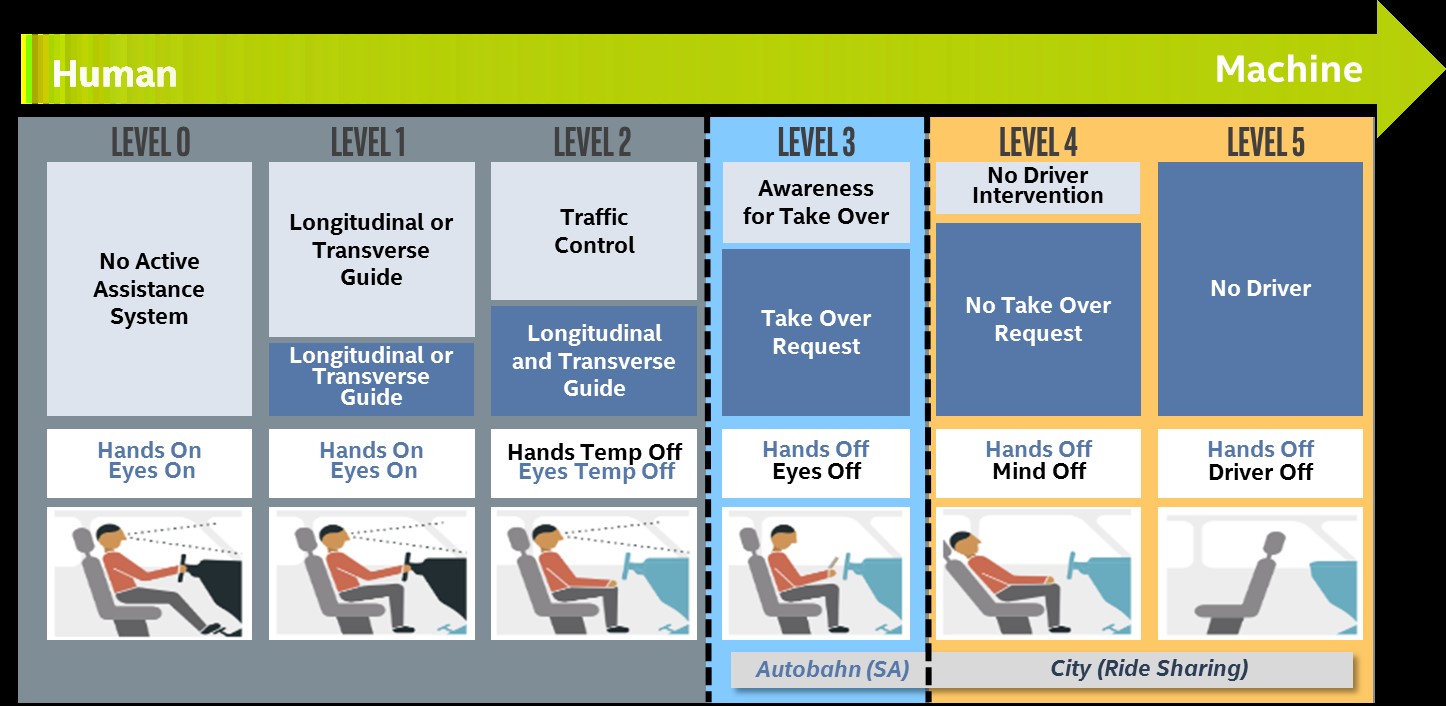 Human
Machine
LEVEL 0
LEVEL 1
LEVEL 2
LEVEL 3
LEVEL 4
LEVEL 5
No Active
Assistance
System
Longitudinal or
Transverse
Guide
Longitudinal or
Transverse
Guide
Traffic
Control
Longitudinal
and Transverse
Guide
Awareness
for Take Over
Take Over
Request
No Driver
Intervention
No Take Over
Request
No Driver
Hands On
Eyes On
Hands On
Eyes On
Hands Temp Off
Eyes Temp Off
Hands Off
Eyes Off
Hands Off
Mind Off
Hands Off
Driver Off
Autobahn (SA)
City (Ride Sharing)